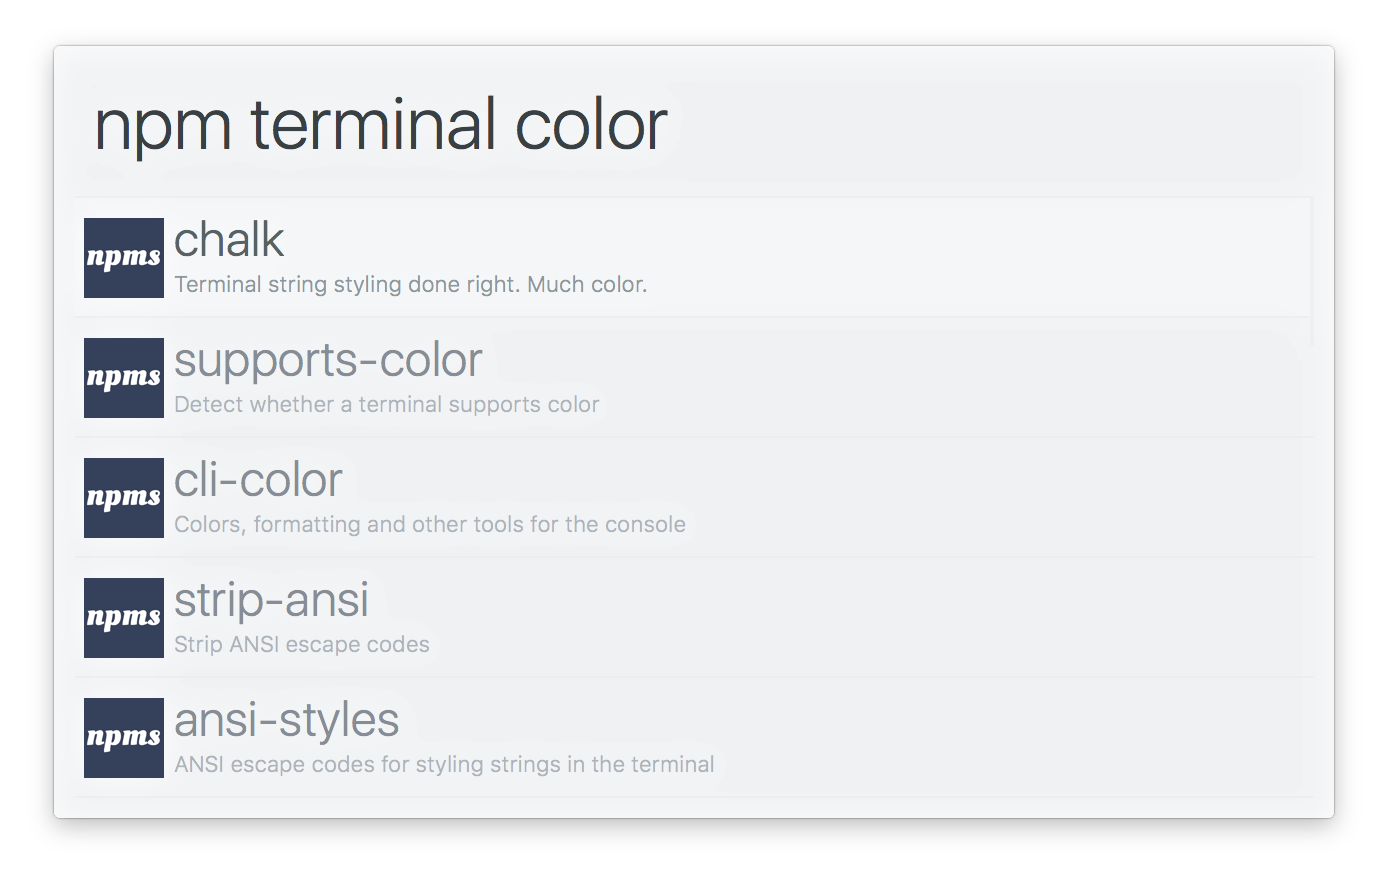 npm terminal color
npms
chalk
Terminal string styling done right. Much color.
npms
supports-color
Detect whether a terminal supports color
npms
cli-color
Colors, formatting and other tools for the console
npms
strip-ansi
Strip ANSI escape codes
npms
ansi-styles
ANSI escape codes for styling strings in the terminal